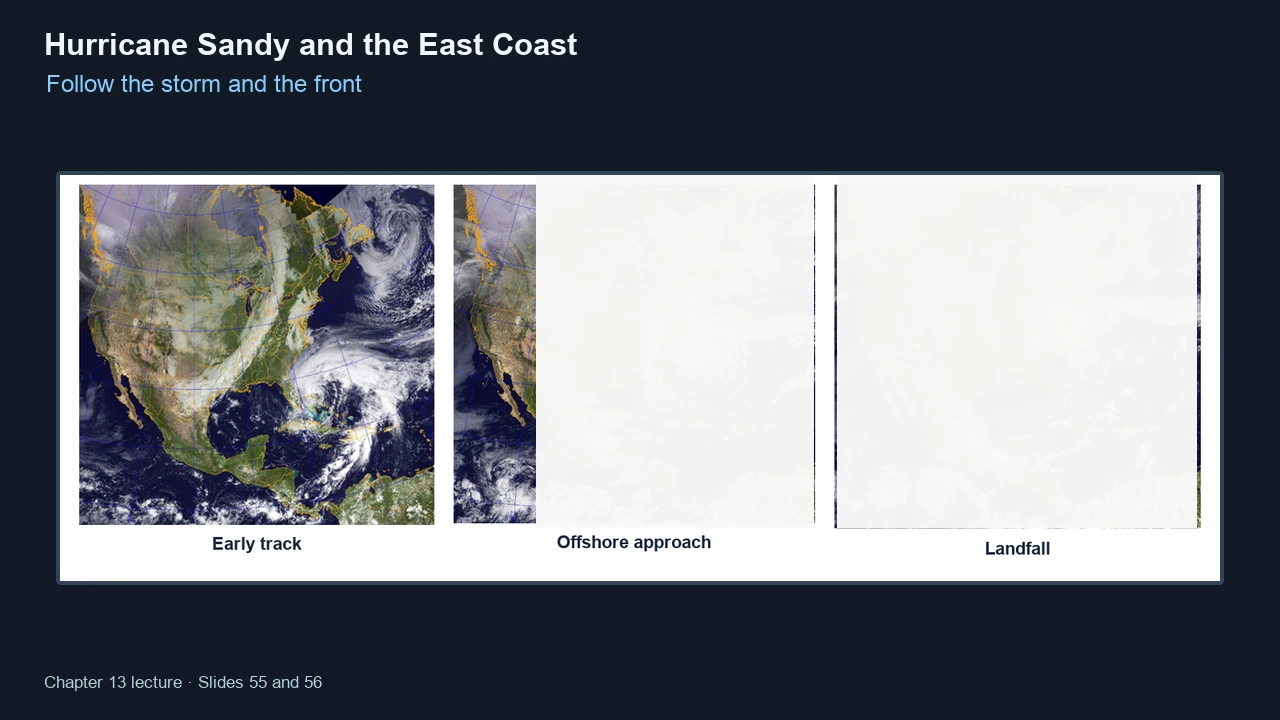 Hurricane Sandy and the East Coast
Follow the storm and the front
Early track
Offshore approach
Landfall
Chapter 13 lecture · Slides 55 and 56